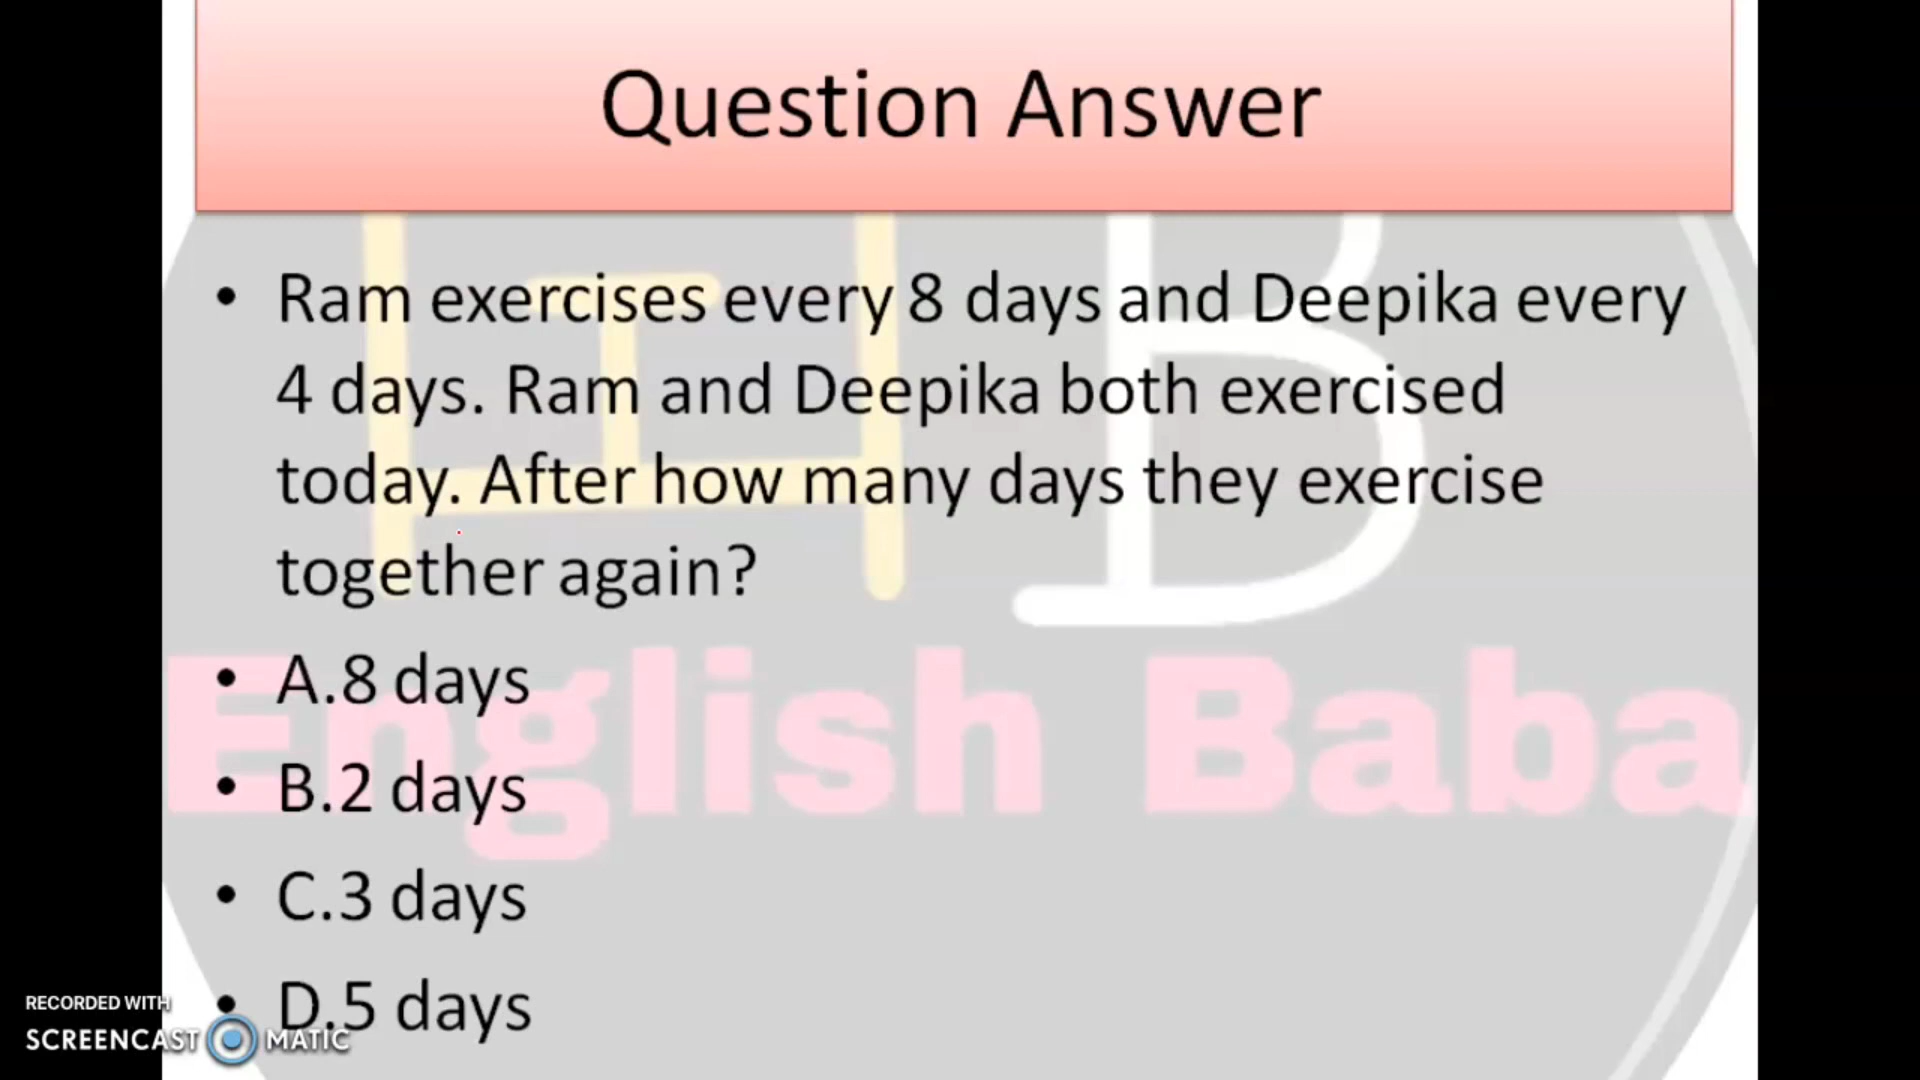 Question Answer
• Ram exercises every 8 days and Deepika every
4 days. Ram and Deepika both exercised
today. After how many days they exercise
together again?
• A.8 days
• B.2 days
• C.3 days
• D.5 days
HB
English Baba
RECORDED WITH
SCREENCAST MATIC